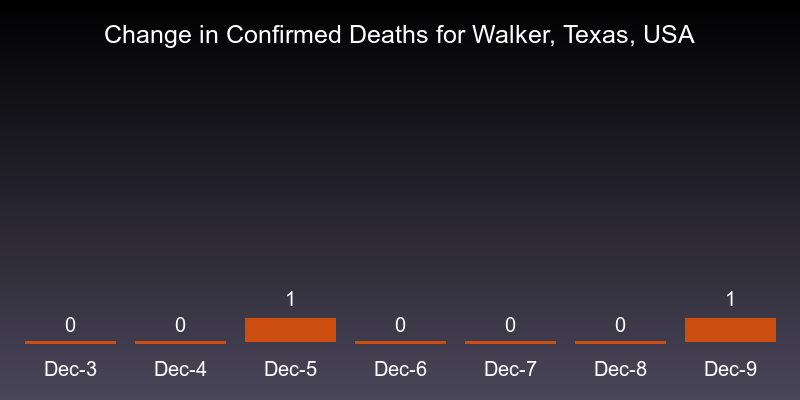 Change in Confirmed Deaths for Walker, Texas, USA
0 0 1 0 0 0 1
Dec-3 Dec-4 Dec-5 Dec-6 Dec-7 Dec-8 Dec-9